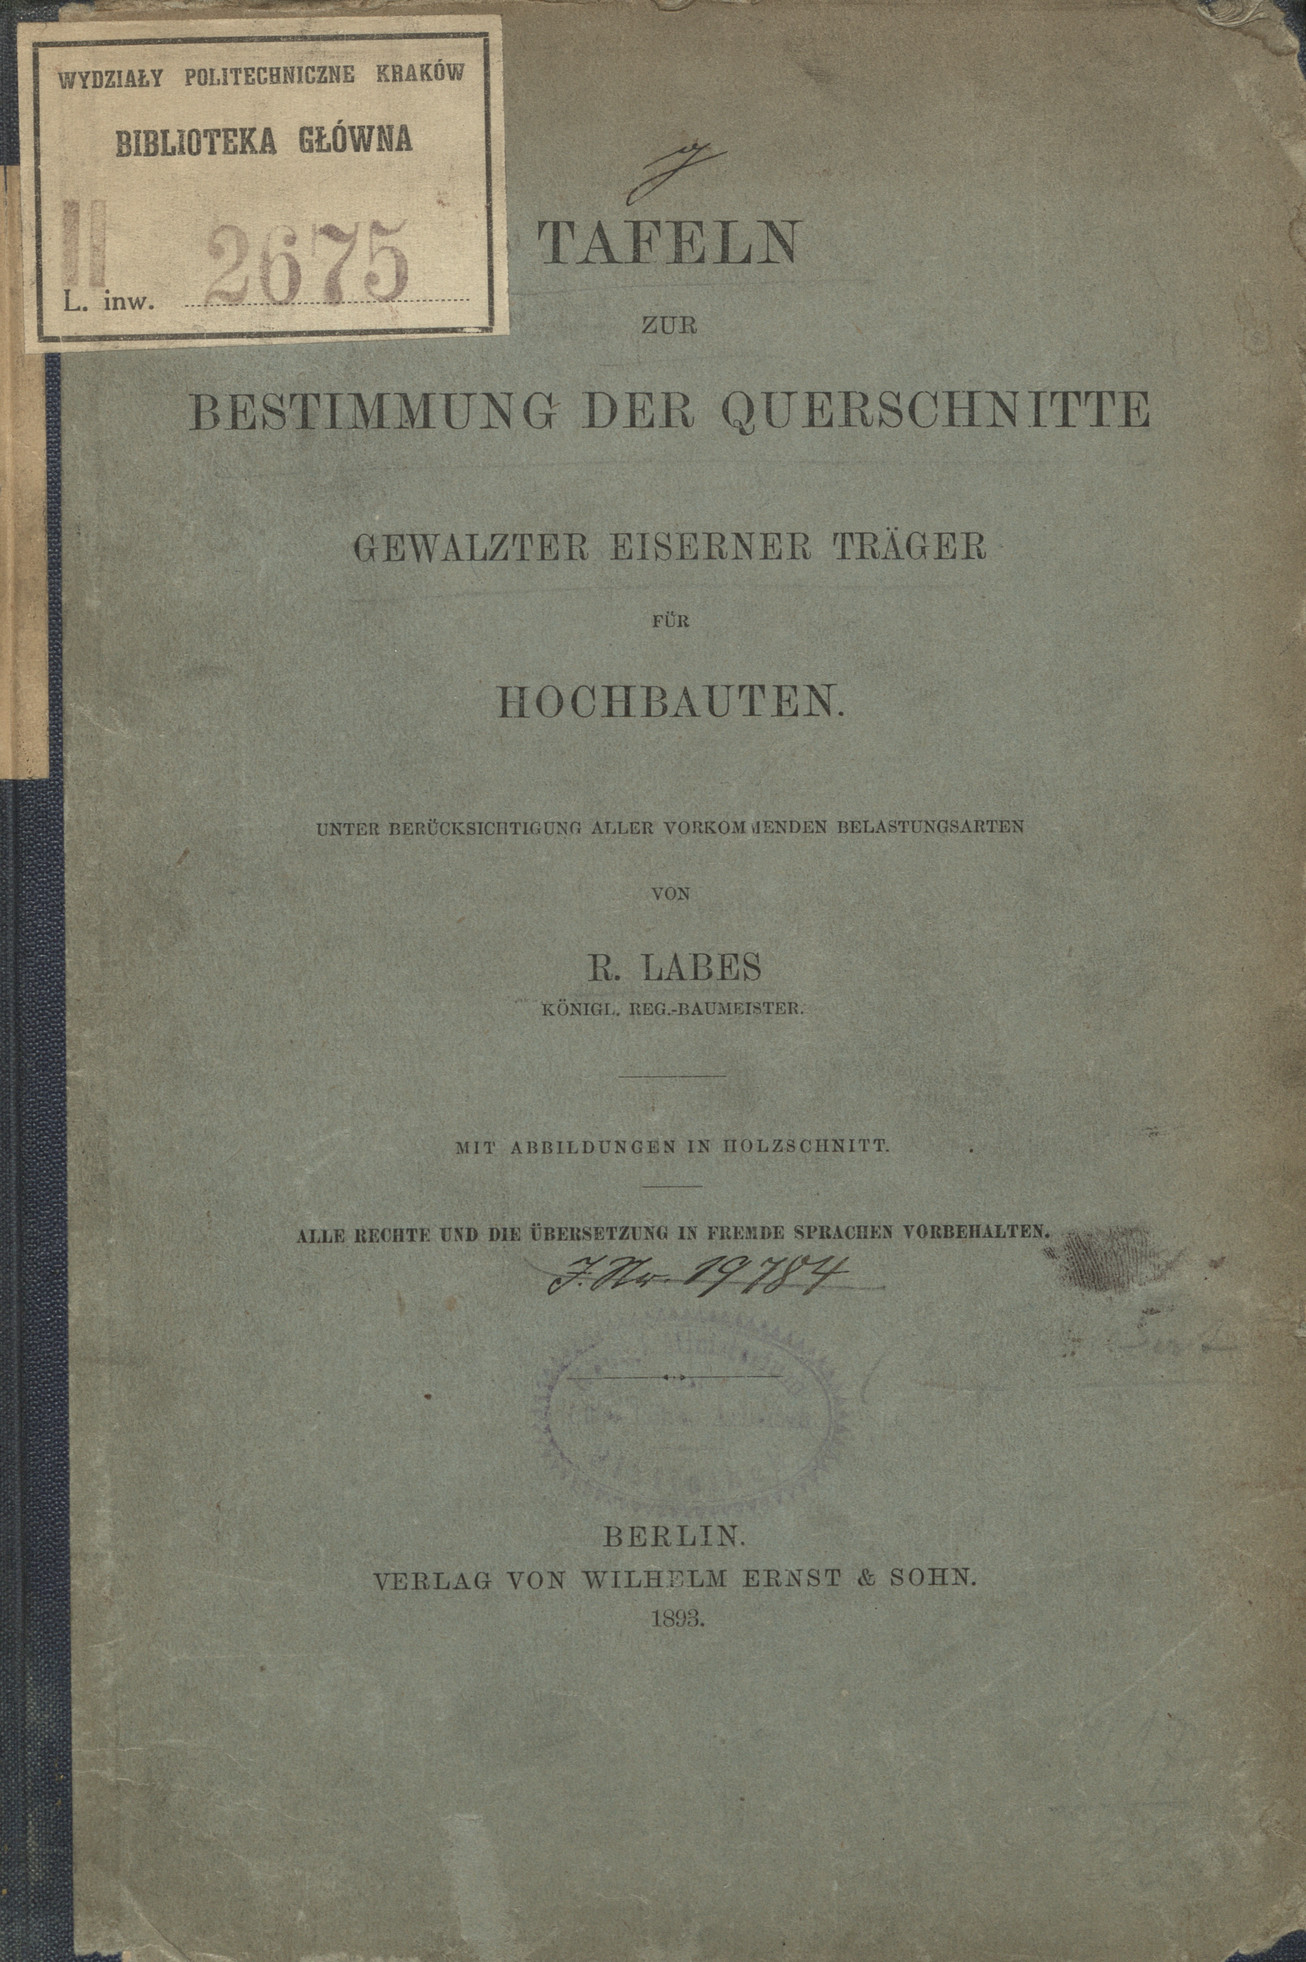 WYDZIAŁY POLITECHNICZNE KRAKÓW
BIBLIOTEKA GŁÓWNA
II
L. inw. 2675
TAFELN
ZUR
BESTIMMUNG DER QUERSCHNITTE
GEWALZTER EISERNER TRÄGER
FÜR
HOCHBAUTEN.
UNTER BERÜCKSICHTIGUNG ALLER VORKOMMENDEN BELASTUNGSARTEN
VON
R. LABES
KÖNIGL. REG.-BAUMEISTER.
MIT ABBILDUNGEN IN HOLZSCHNITT.
ALLE RECHTE UND DIE ÜBERSETZUNG IN FREMDE SPRACHEN VORBEHALTEN.
J. Nr. 19784
BERLIN.
VERLAG VON WILHELM ERNST & SOHN.
1893.